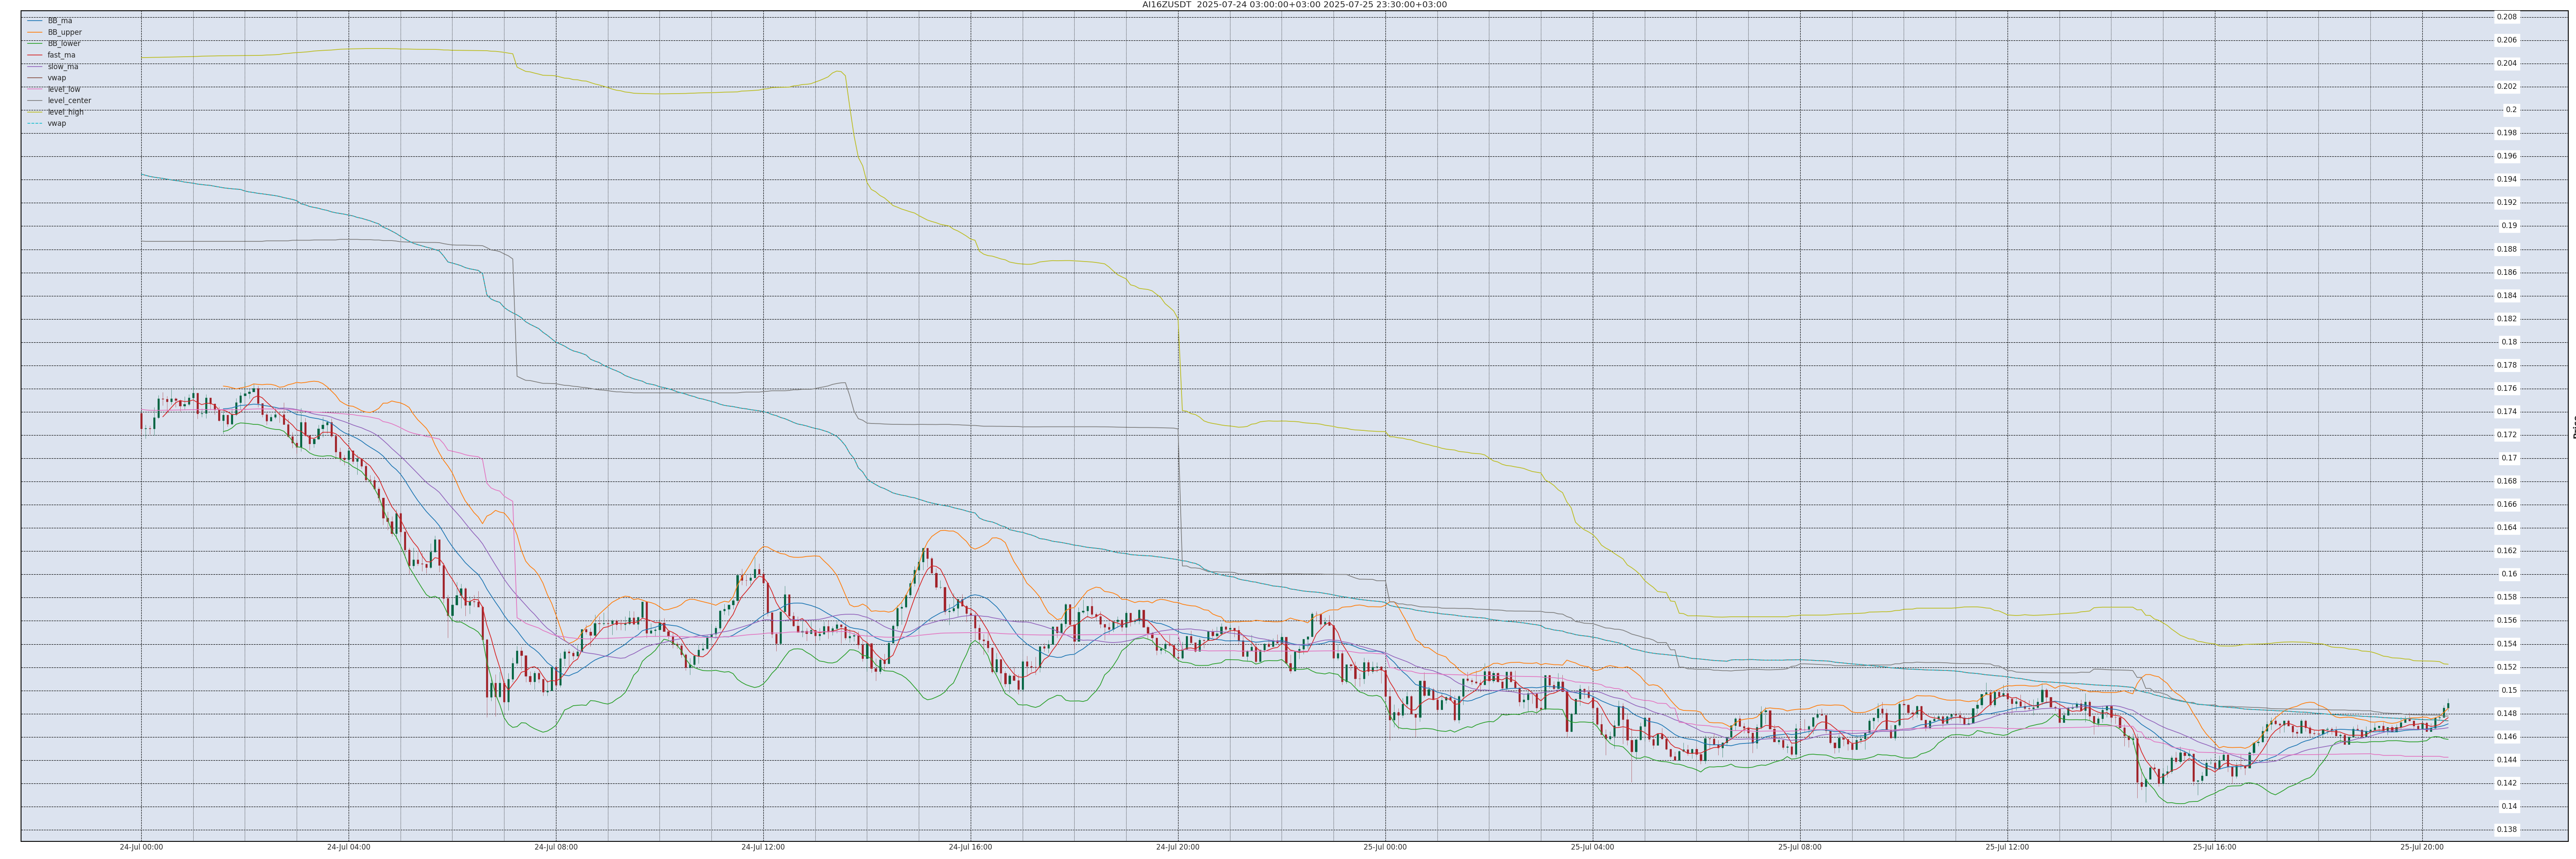 AI16ZUSDT  2025-07-24 03:00:00+03:00 2025-07-25 23:30:00+03:00
BB_ma
BB_upper
BB_lower
fast_ma
slow_ma
vwap
level_low
level_center
level_high
vwap
0.208
0.206
0.204
0.202
0.2
0.198
0.196
0.194
0.192
0.19
0.188
0.186
0.184
0.182
0.18
0.178
0.176
0.174
0.172
0.17
0.168
0.166
0.164
0.162
0.16
0.158
0.156
0.154
0.152
0.15
0.148
0.146
0.144
0.142
0.14
0.138
24-Jul 00:00
24-Jul 04:00
24-Jul 08:00
24-Jul 12:00
24-Jul 16:00
24-Jul 20:00
25-Jul 00:00
25-Jul 04:00
25-Jul 08:00
25-Jul 12:00
25-Jul 16:00
25-Jul 20:00